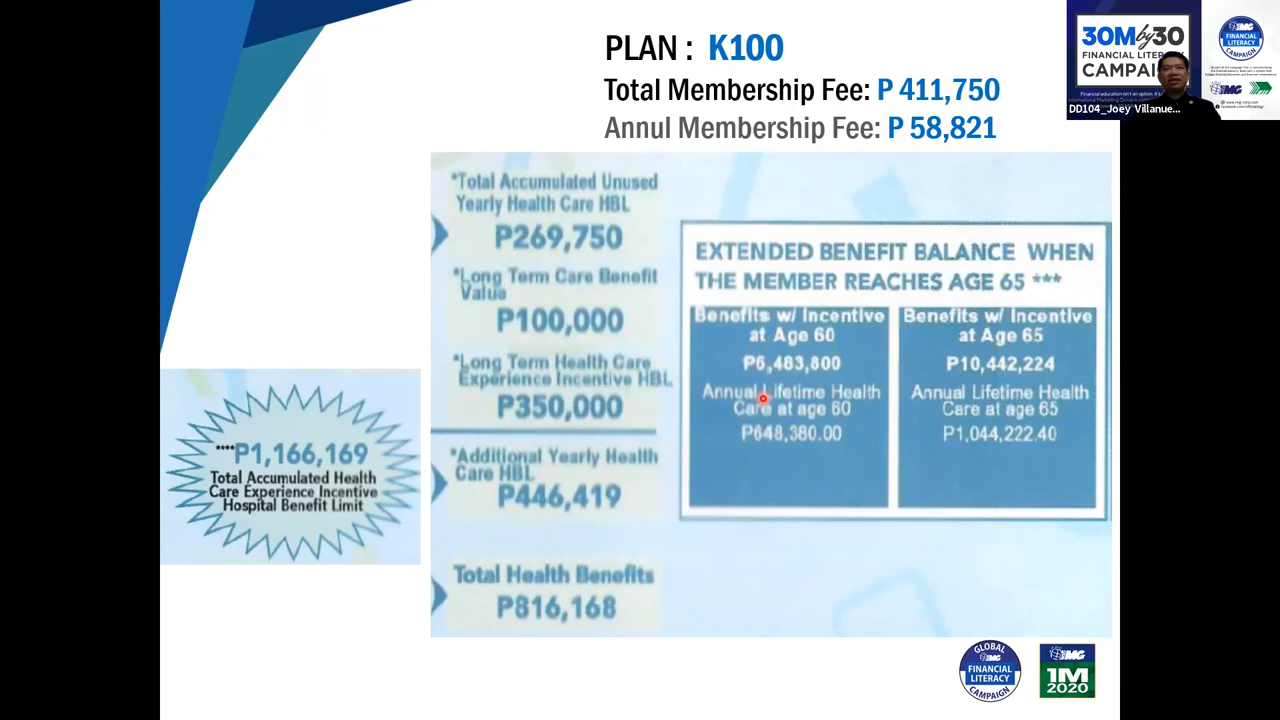 PLAN : K100
Total Membership Fee: P 411,750
Annul Membership Fee: P 58,821
*Total Accumulated Unused
Yearly Health Care HBL
P269,750
*Long Term Care Benefit
Value
P100,000
*Long Term Health Care
Experience Incentive HBL
P350,000
*Additional Yearly Health
Care HBL
P446,419
Total Health Benefits
P816,168
****P1,166,169
Total Accumulated Health
Care Experience Incentive
Hospital Benefit Limit
EXTENDED BENEFIT BALANCE WHEN
THE MEMBER REACHES AGE 65 ***
Benefits w/ Incentive
at Age 60
P6,483,800
Annual Lifetime Health
Care at age 60
P648,380.00
Benefits w/ Incentive
at Age 65
P10,442,224
Annual Lifetime Health
Care at age 65
P1,044,222.40
30M by 30
FINANCIAL LITERACY
CAMPAI
DD104_Joey Villanue...
IMG
FINANCIAL
LITERACY
CAMPAIGN
IMG
GLOBAL
IMG
FINANCIAL
LITERACY
CAMPAIGN
IMG
1M
2020